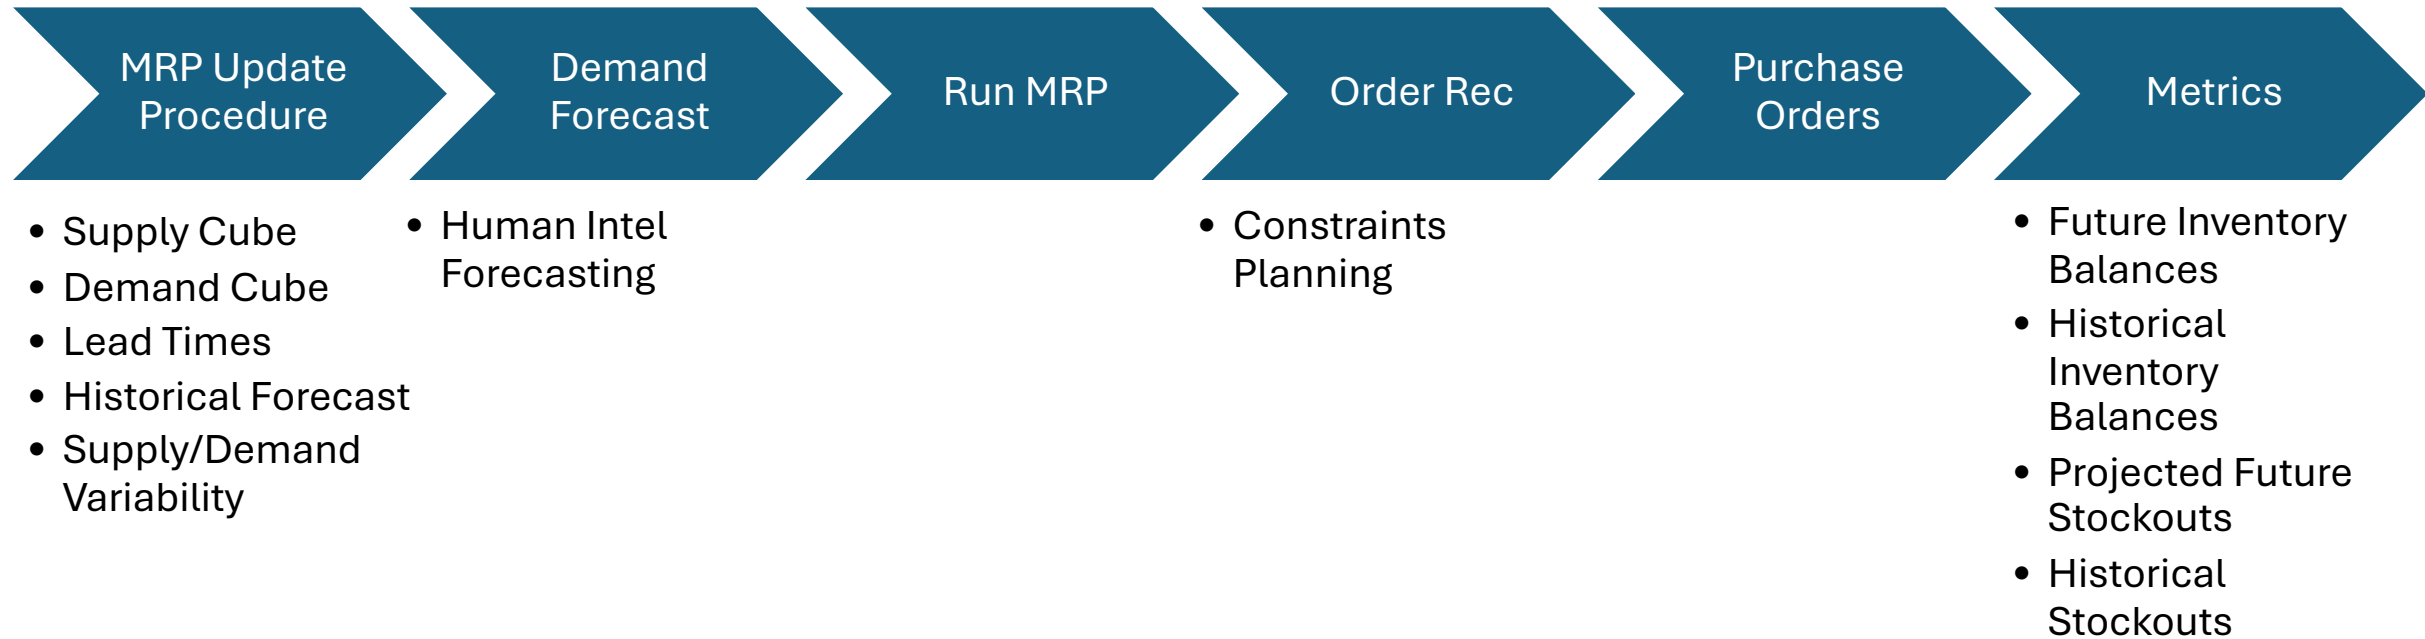 MRP Update
Procedure
Demand
Forecast
Run MRP
Order Rec
Purchase
Orders
Metrics
• Supply Cube
• Demand Cube
• Lead Times
• Historical Forecast
• Supply/Demand
Variability
• Human Intel
Forecasting
• Constraints
Planning
• Future Inventory
Balances
• Historical
Inventory
Balances
• Projected Future
Stockouts
• Historical
Stockouts